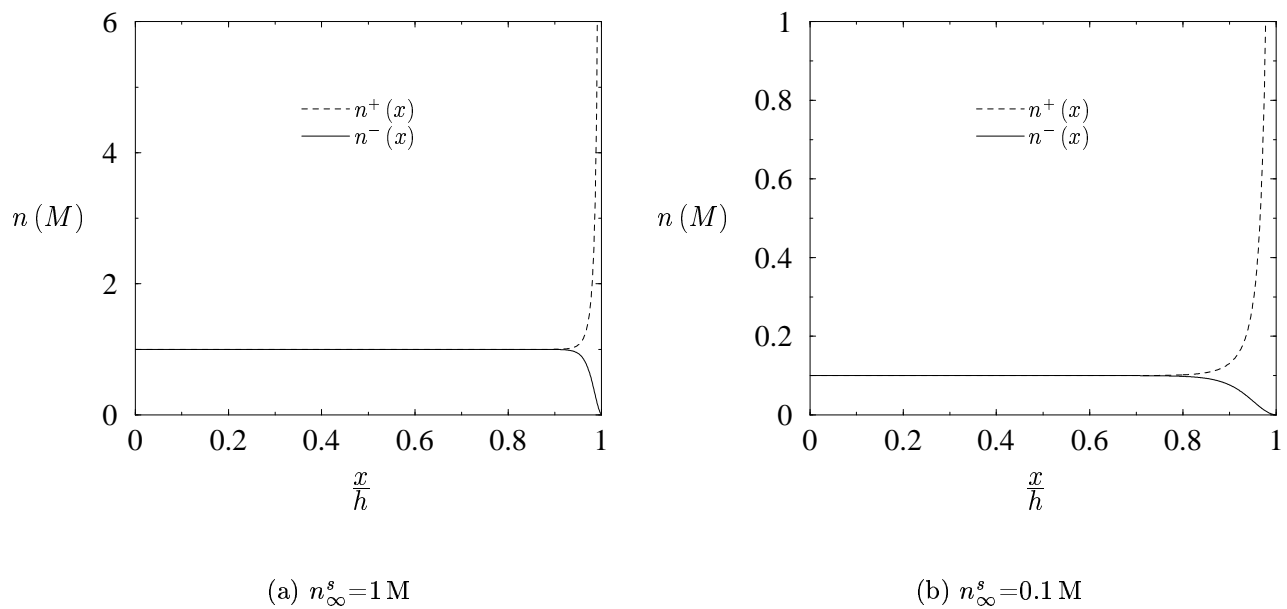 6
4
2
0
n (M)
n⁺ (x)
n⁻ (x)
0 0.2 0.4 0.6 0.8 1
x/h
(a) n^s_∞=1 M
1
0.8
0.6
0.4
0.2
0
n (M)
n⁺ (x)
n⁻ (x)
0 0.2 0.4 0.6 0.8 1
x/h
(b) n^s_∞=0.1 M